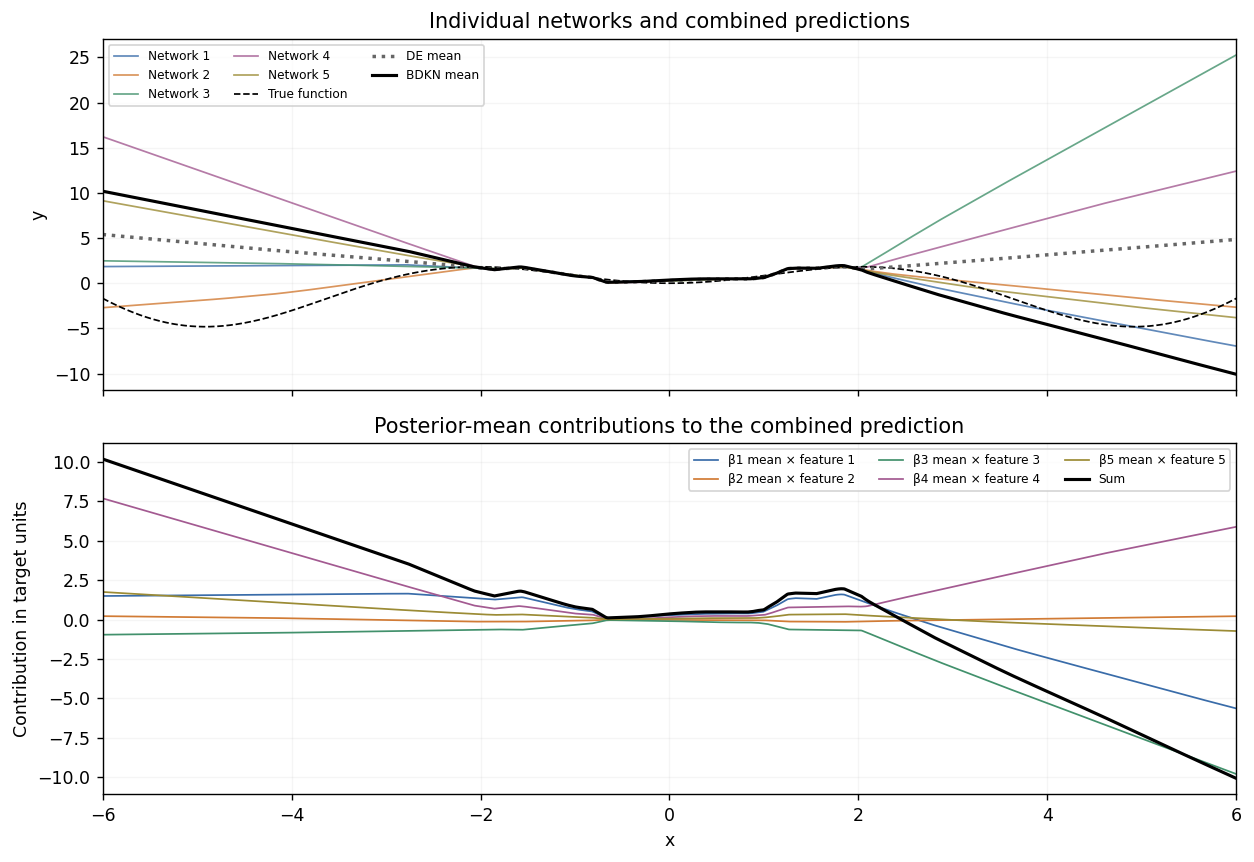 Individual networks and combined predictions
Network 1
Network 2
Network 3
Network 4
Network 5
True function
DE mean
BDKN mean
25
20
15
10
5
0
−5
−10
y
Posterior-mean contributions to the combined prediction
β1 mean × feature 1
β2 mean × feature 2
β3 mean × feature 3
β4 mean × feature 4
β5 mean × feature 5
Sum
10.0
7.5
5.0
2.5
0.0
−2.5
−5.0
−7.5
−10.0
Contribution in target units
−6
−4
−2
0
2
4
6
x